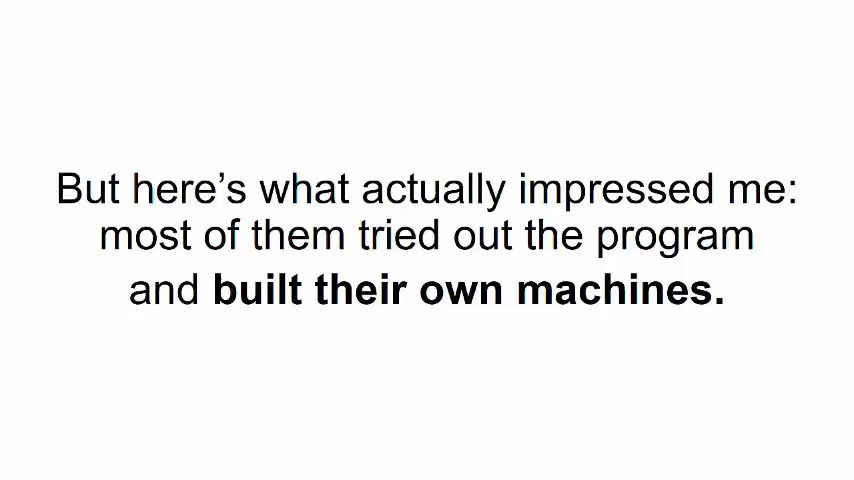 But here’s what actually impressed me:
most of them tried out the program
and built their own machines.